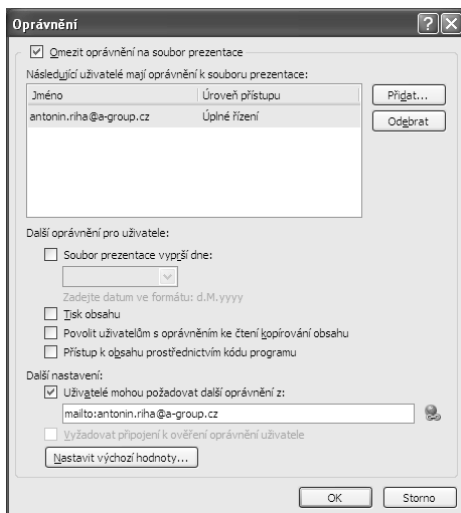 Oprávnění
Omezit oprávnění na soubor prezentace
Následující uživatelé mají oprávnění k souboru prezentace:
Jméno Úroveň přístupu
antonin.riha@a-group.cz Úplné řízení
Přidat...
Odebrat
Další oprávnění pro uživatele:
Soubor prezentace vyprší dne:
Zadejte datum ve formátu: d.M.yyyy
Tisk obsahu
Povolit uživatelům s oprávněním ke čtení kopírování obsahu
Přístup k obsahu prostřednictvím kódu programu
Další nastavení:
Uživatelé mohou požadovat další oprávnění z:
mailto:antonin.riha@a-group.cz
Vyžadovat připojení k ověření oprávnění uživatele
Nastavit výchozí hodnoty...
OK Storno